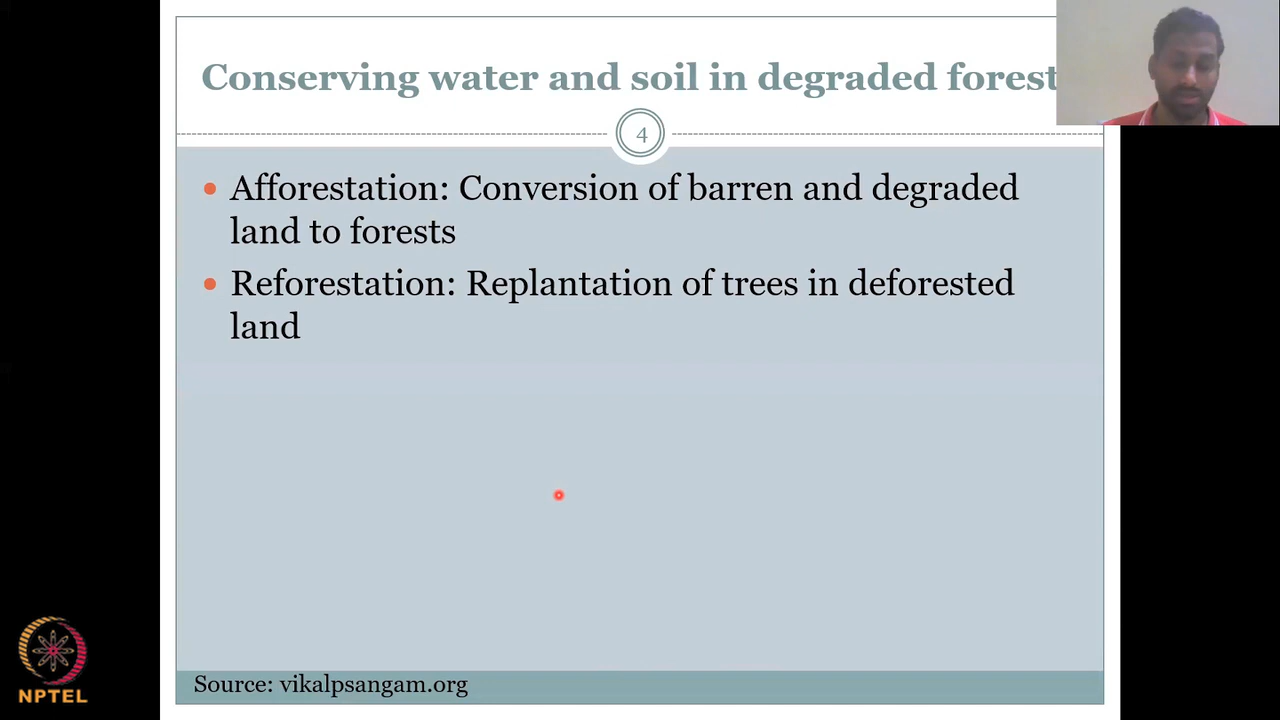 Conserving water and soil in degraded forest
4
Afforestation: Conversion of barren and degraded
land to forests
Reforestation: Replantation of trees in deforested
land
Source: vikalpsangam.org
NPTEL